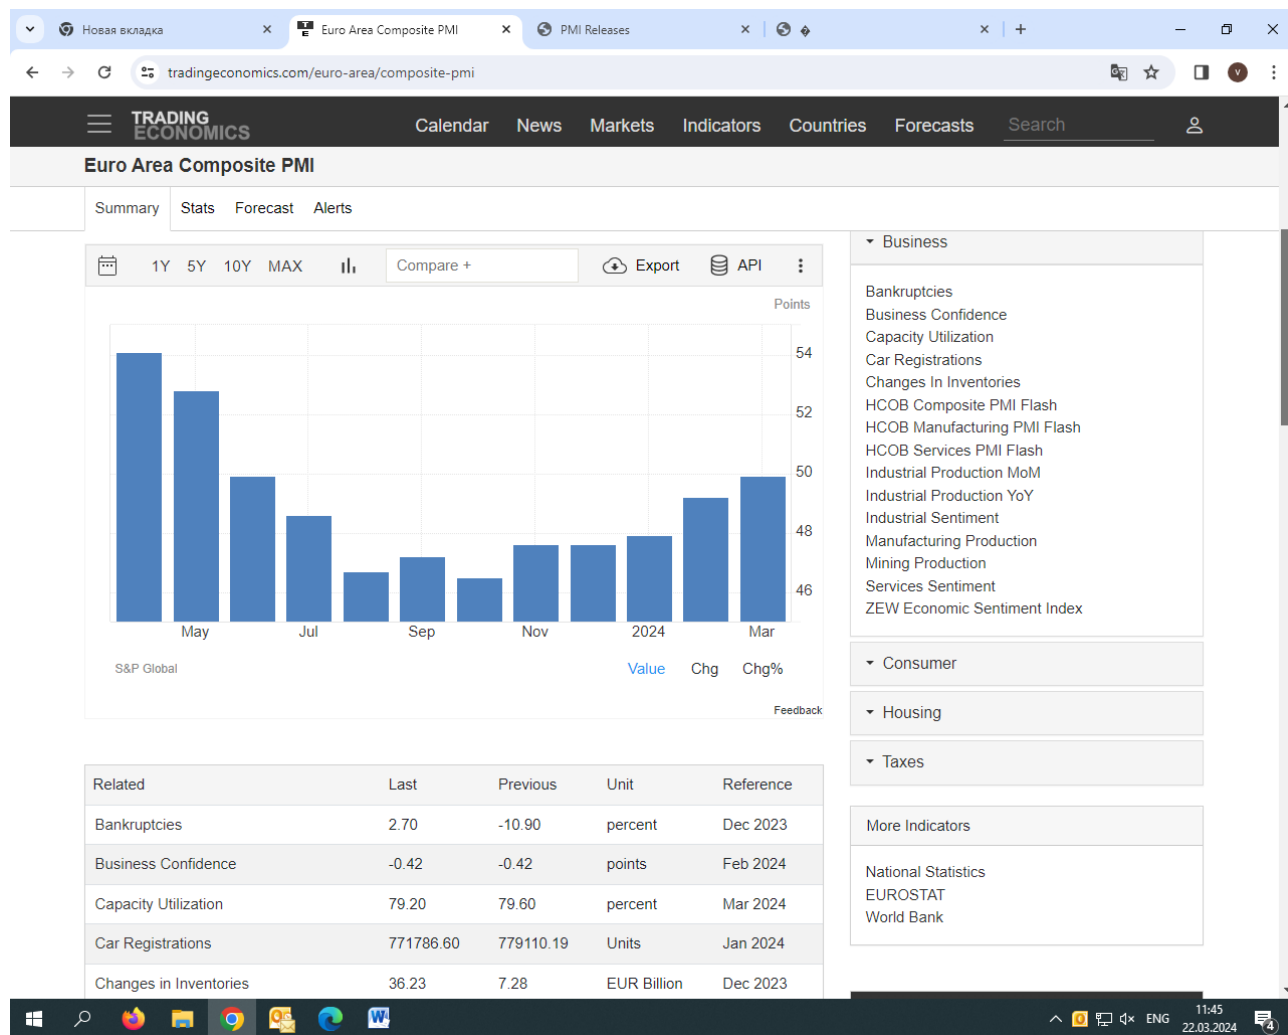 Новая вкладка
Euro Area Composite PMI
PMI Releases
�
tradingeconomics.com/euro-area/composite-pmi
V
TRADING
ECONOMICS
Calendar News Markets Indicators Countries Forecasts Search
Euro Area Composite PMI
Summary Stats Forecast Alerts
1Y 5Y 10Y MAX Compare + Export API
Points
54
52
50
48
46
May Jul Sep Nov 2024 Mar
S&P Global Value Chg Chg%
Feedback
Related Last Previous Unit Reference
Bankruptcies 2.70 -10.90 percent Dec 2023
Business Confidence -0.42 -0.42 points Feb 2024
Capacity Utilization 79.20 79.60 percent Mar 2024
Car Registrations 771786.60 779110.19 Units Jan 2024
Changes in Inventories 36.23 7.28 EUR Billion Dec 2023
Business
Bankruptcies
Business Confidence
Capacity Utilization
Car Registrations
Changes In Inventories
HCOB Composite PMI Flash
HCOB Manufacturing PMI Flash
HCOB Services PMI Flash
Industrial Production MoM
Industrial Production YoY
Industrial Sentiment
Manufacturing Production
Mining Production
Services Sentiment
ZEW Economic Sentiment Index
Consumer
Housing
Taxes
More Indicators
National Statistics
EUROSTAT
World Bank
ENG
11:45
22.03.2024
4